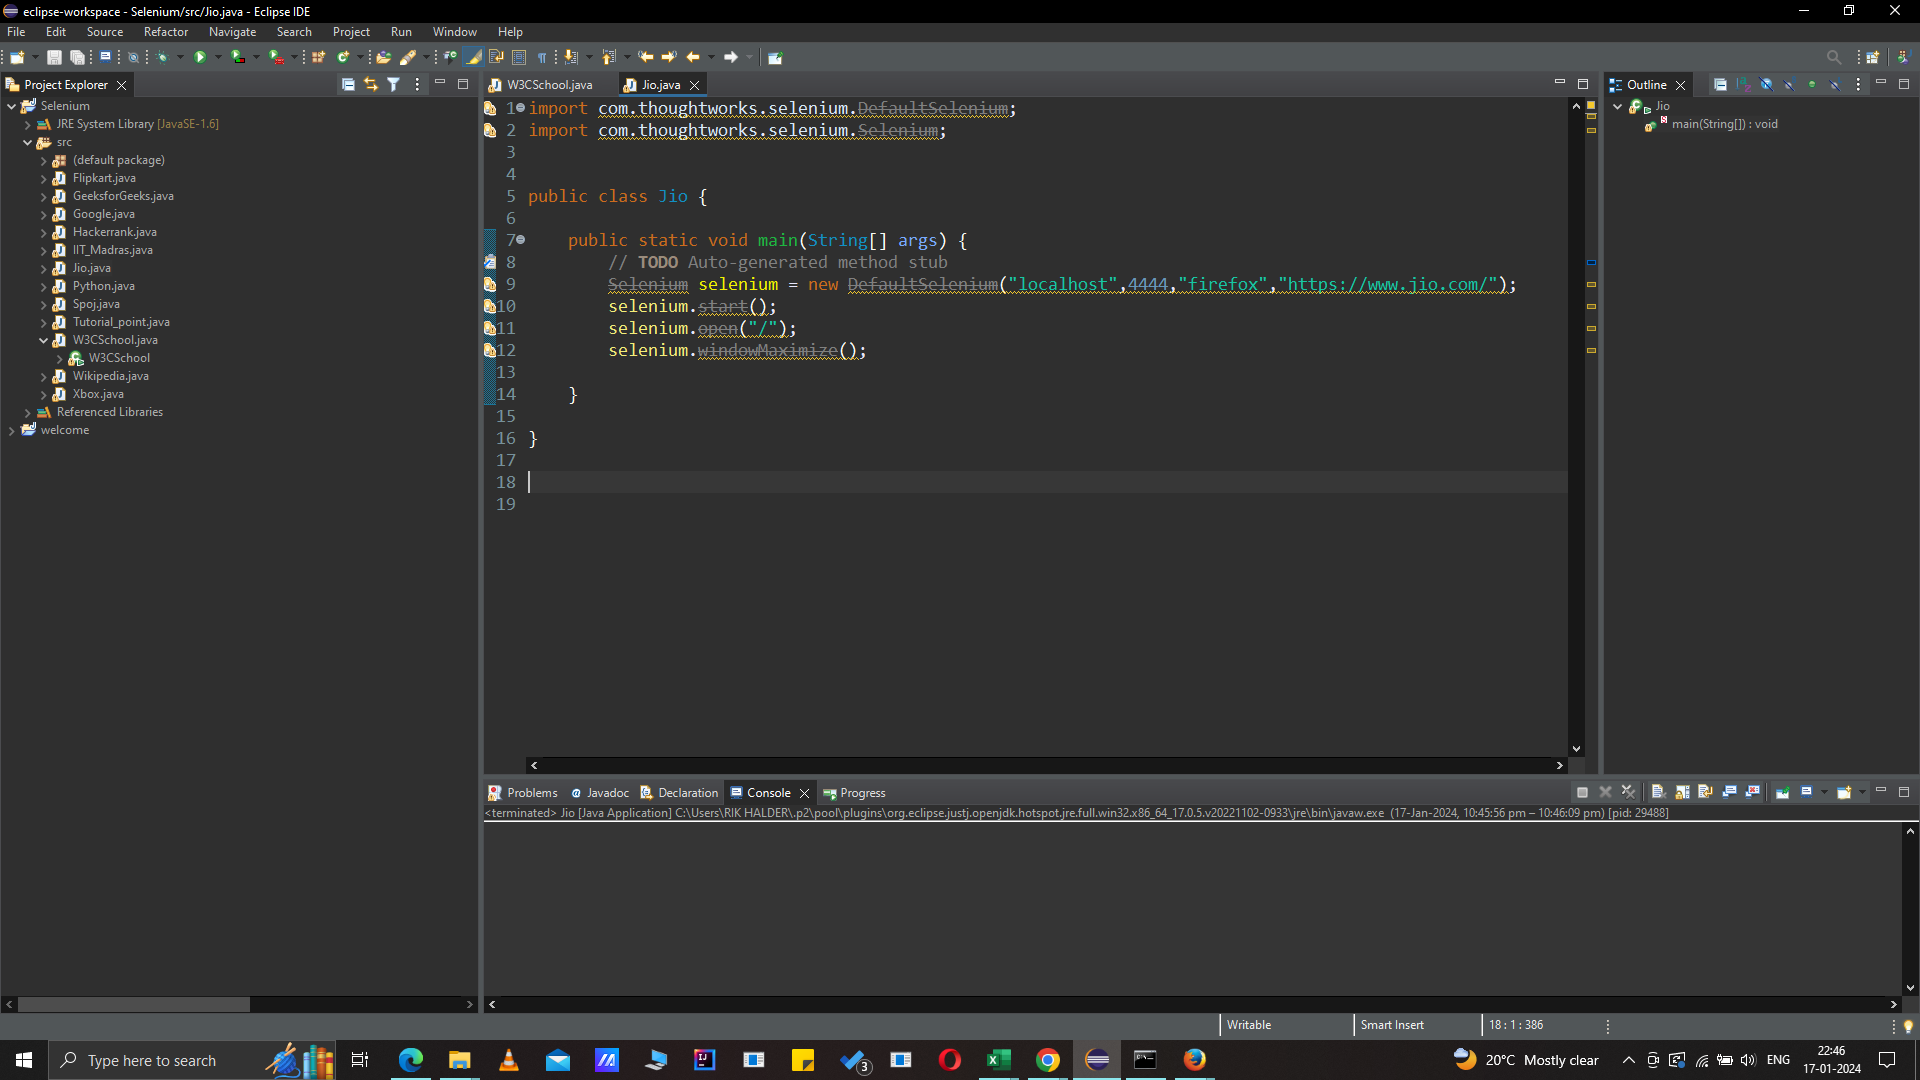 eclipse-workspace - Selenium/src/Jio.java - Eclipse IDE
File Edit Source Refactor Navigate Search Project Run Window Help
Project Explorer
Selenium
JRE System Library [JavaSE-1.6]
src
(default package)
Flipkart.java
GeeksforGeeks.java
Google.java
Hackerrank.java
IIT_Madras.java
Jio.java
Python.java
Spoj.java
Tutorial_point.java
W3CSchool.java
W3CSchool
Wikipedia.java
Xbox.java
Referenced Libraries
welcome
W3CSchool.java Jio.java
1 import com.thoughtworks.selenium.DefaultSelenium;
2 import com.thoughtworks.selenium.Selenium;
3
4
5 public class Jio {
6
7 public static void main(String[] args) {
8 // TODO Auto-generated method stub
9 Selenium selenium = new DefaultSelenium("localhost",4444,"firefox","https://www.jio.com/");
10 selenium.start();
11 selenium.open("/");
12 selenium.windowMaximize();
13
14 }
15
16 }
17
18
19
Outline
Jio
main(String[]) : void
Problems Javadoc Declaration Console Progress
<terminated> Jio [Java Application] C:\Users\RIK HALDER\.p2\pool\plugins\org.eclipse.justj.openjdk.hotspot.jre.full.win32.x86_64_17.0.5.v20221102-0933\jre\bin\javaw.exe (17-Jan-2024, 10:45:56 pm – 10:46:09 pm) [pid: 29488]
Writable Smart Insert 18 : 1 : 386
Type here to search
3
20°C Mostly clear
ENG
22:46
17-01-2024